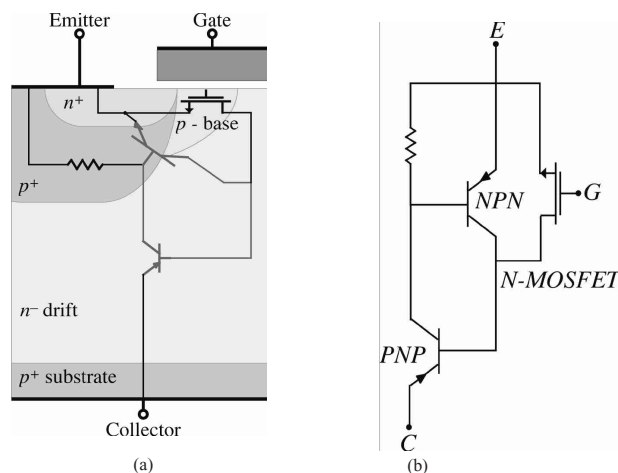 Emitter
Gate
n+
p - base
p+
n– drift
p+ substrate
Collector
(a)
E
NPN
G
N-MOSFET
PNP
C
(b)